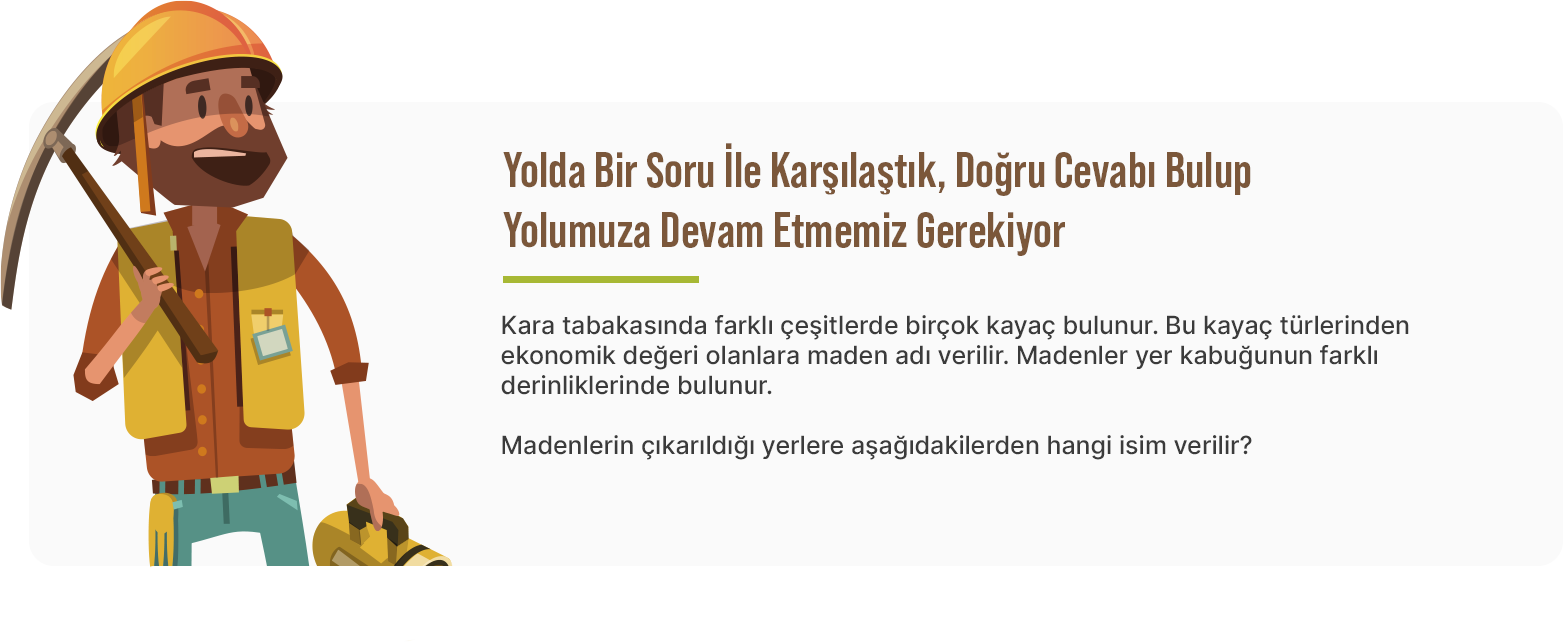 Yolda Bir Soru İle Karşılaştık, Doğru Cevabı Bulup
Yolumuza Devam Etmemiz Gerekiyor
Kara tabakasında farklı çeşitlerde birçok kayaç bulunur. Bu kayaç türlerinden
ekonomik değeri olanlara maden adı verilir. Madenler yer kabuğunun farklı
derinliklerinde bulunur.
Madenlerin çıkarıldığı yerlere aşağıdakilerden hangi isim verilir?